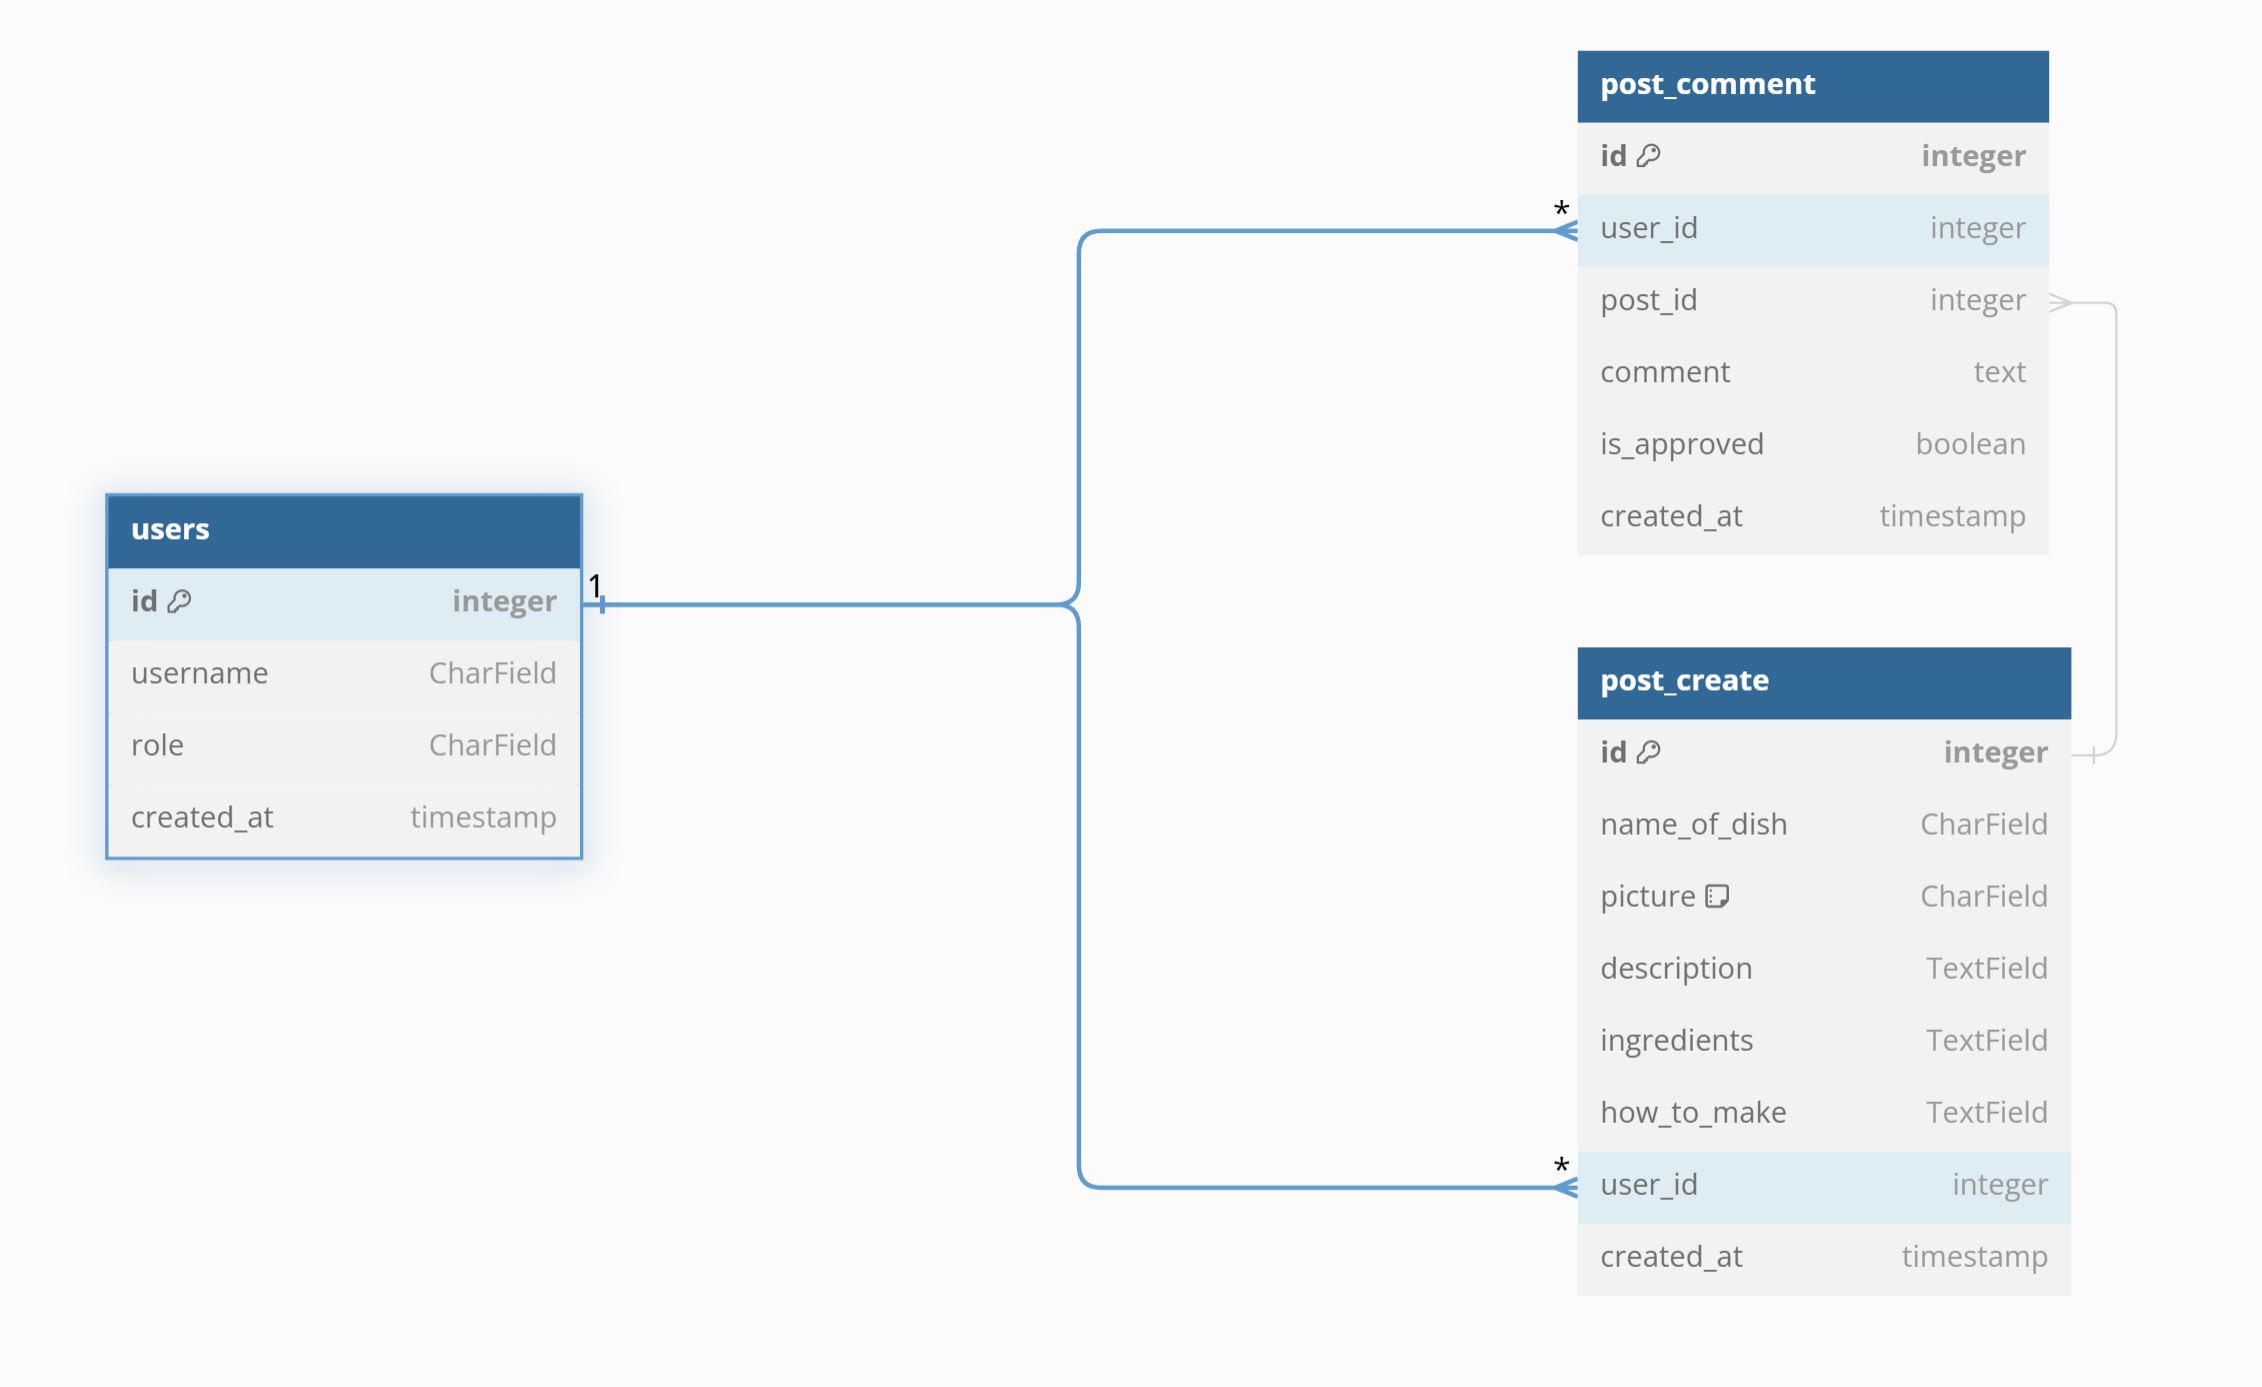 users
id integer
username CharField
role CharField
created_at timestamp
1
*
*
post_comment
id integer
user_id integer
post_id integer
comment text
is_approved boolean
created_at timestamp
post_create
id integer
name_of_dish CharField
picture CharField
description TextField
ingredients TextField
how_to_make TextField
user_id integer
created_at timestamp